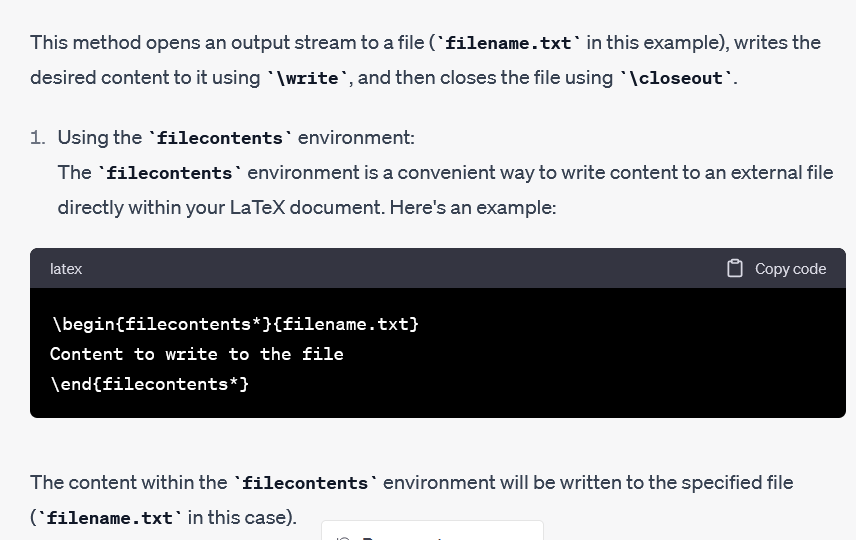 This method opens an output stream to a file (`filename.txt` in this example), writes the
desired content to it using `\write`, and then closes the file using `\closeout`.
1. Using the `filecontents` environment:
The `filecontents` environment is a convenient way to write content to an external file
directly within your LaTeX document. Here's an example:
latex Copy code
\begin{filecontents*}{filename.txt}
Content to write to the file
\end{filecontents*}
The content within the `filecontents` environment will be written to the specified file
(`filename.txt` in this case).